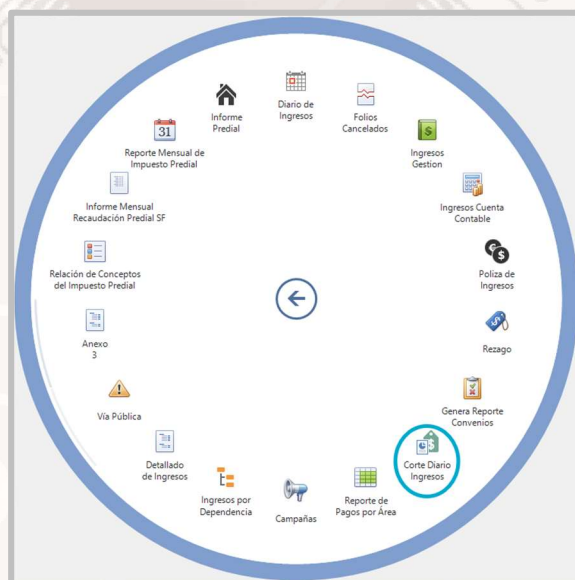 Diario de
Ingresos
Folios
Cancelados
$
Ingresos
Gestion
Ingresos Cuenta
Contable
€
$
Poliza de
Ingresos
$
Rezago
Genera Reporte
Convenios
$
Corte Diario
Ingresos
Reporte de
Pagos por Área
Campañas
Ingresos por
Dependencia
Detallado
de Ingresos
Vía Pública
Anexo
3
Relación de Conceptos
del Impuesto Predial
Informe Mensual
Recaudación Predial SF
31
Reporte Mensual de
Impuesto Predial
Informe
Predial